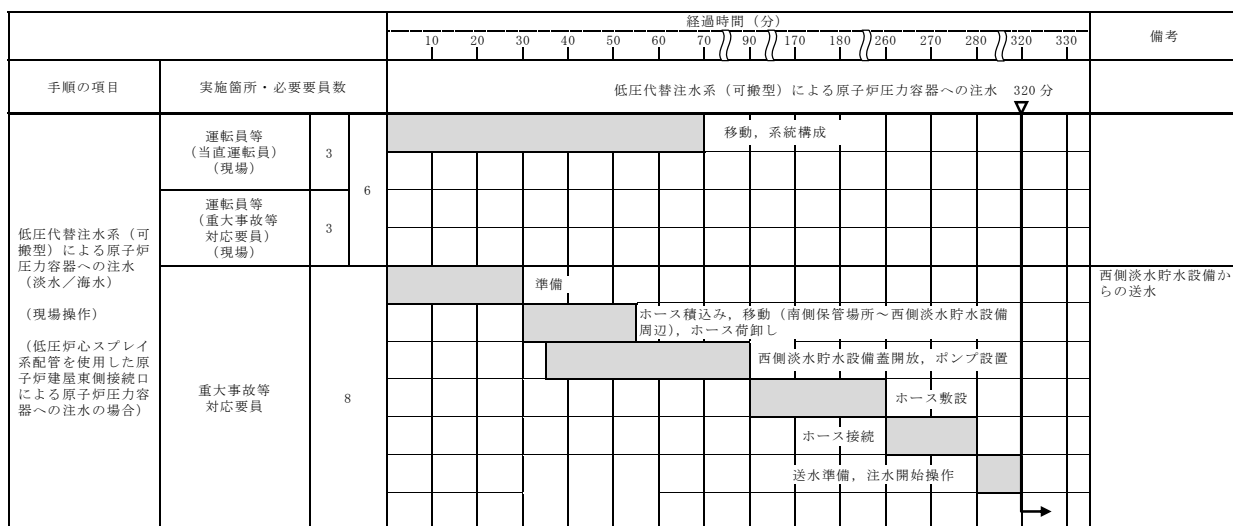 経過時間（分）
備考
10 20 30 40 50 60 70 90 170 180 260 270 280 320 330
手順の項目
実施箇所・必要要員数
低圧代替注水系（可搬型）による原子炉圧力容器への注水 320 分
低圧代替注水系（可
搬型）による原子炉
圧力容器への注水
（淡水／海水）
（現場操作）
（低圧炉心スプレイ
系配管を使用した原
子炉建屋東側接続口
による原子炉圧力容
器への注水の場合）
運転員等
（当直運転員）
（現場）
3
6
移動，系統構成
運転員等
（重大事故等
対応要員）
（現場）
3
重大事故等
対応要員
8
準備
ホース積込み，移動（南側保管場所～西側淡水貯水設備
周辺），ホース荷卸し
西側淡水貯水設備蓋開放，ポンプ設置
ホース敷設
ホース接続
送水準備，注水開始操作
西側淡水貯水設備か
らの送水